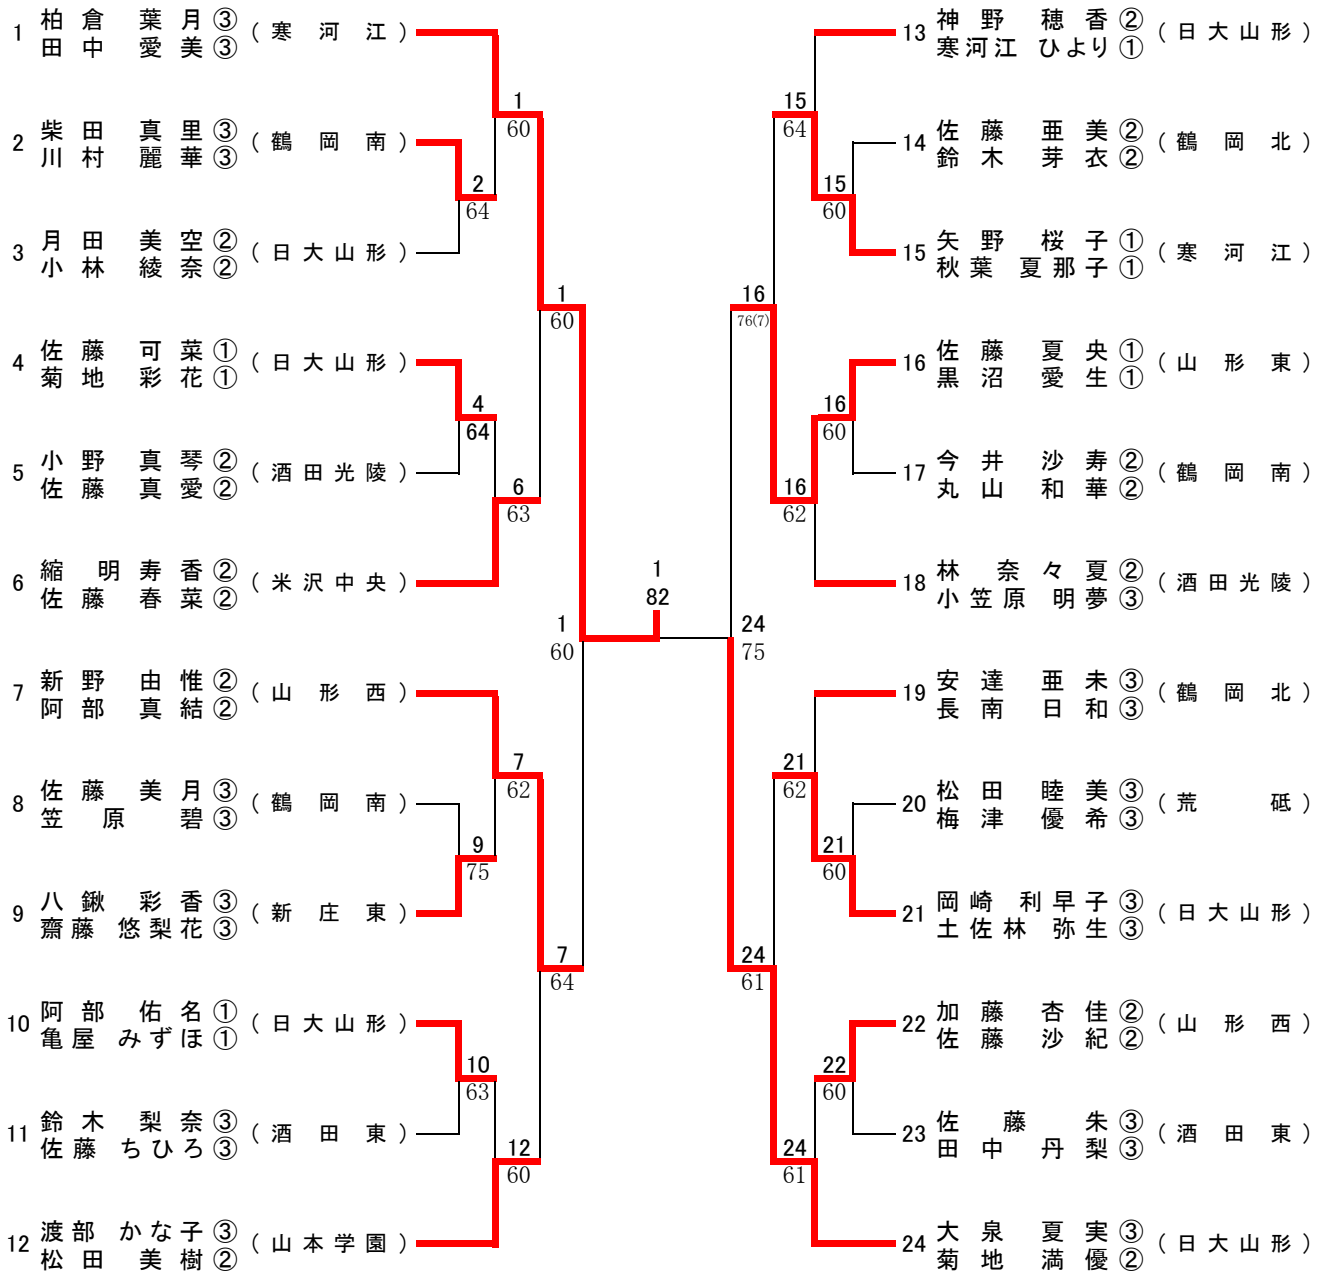 1 柏倉 葉月 ③ ( 寒河江 )
田中 愛美 ③
2 柴田 真里 ③ ( 鶴岡南 )
川村 麗華 ③
3 月田 美空 ② ( 日大山形 )
小林 綾奈 ②
4 佐藤 可菜 ① ( 日大山形 )
菊地 彩花 ①
5 小野 真琴 ② ( 酒田光陵 )
佐藤 真愛 ②
6 縮 明寿香 ② ( 米沢中央 )
佐藤 春菜 ②
7 新野 由惟 ② ( 山形西 )
阿部 真結 ②
8 佐藤 美月 ③ ( 鶴岡南 )
笠原 碧 ③
9 八鍬 彩香 ③ ( 新庄東 )
齋藤 悠梨花 ③
10 阿部 佑名 ① ( 日大山形 )
亀屋 みずほ ①
11 鈴木 梨奈 ③ ( 酒田東 )
佐藤 ちひろ ③
12 渡部 かな子 ③ ( 山本学園 )
松田 美樹 ②
2
64
4
64
9
75
10
63
1
60
6
63
7
62
12
60
1
60
7
64
1
60
1
82
24
75
16
76(7)
24
61
15
64
16
62
21
62
24
61
15
60
16
60
21
60
22
60
13 神野 穂香 ② ( 日大山形 )
寒河江 ひより ①
14 佐藤 亜美 ② ( 鶴岡北 )
鈴木 芽衣 ②
15 矢野 桜子 ① ( 寒河江 )
秋葉 夏那子 ①
16 佐藤 夏央 ① ( 山形東 )
黒沼 愛生 ①
17 今井 沙寿 ② ( 鶴岡南 )
丸山 和華 ②
18 林 奈々夏 ② ( 酒田光陵 )
小笠原 明夢 ③
19 安達 亜未 ③ ( 鶴岡北 )
長南 日和 ③
20 松田 睦美 ③ ( 荒砥 )
梅津 優希 ③
21 岡崎 利早子 ③ ( 日大山形 )
土佐林 弥生 ③
22 加藤 杏佳 ② ( 山形西 )
佐藤 沙紀 ②
23 佐藤 朱 ③ ( 酒田東 )
田中 丹梨 ③
24 大泉 夏実 ③ ( 日大山形 )
菊地 満優 ②